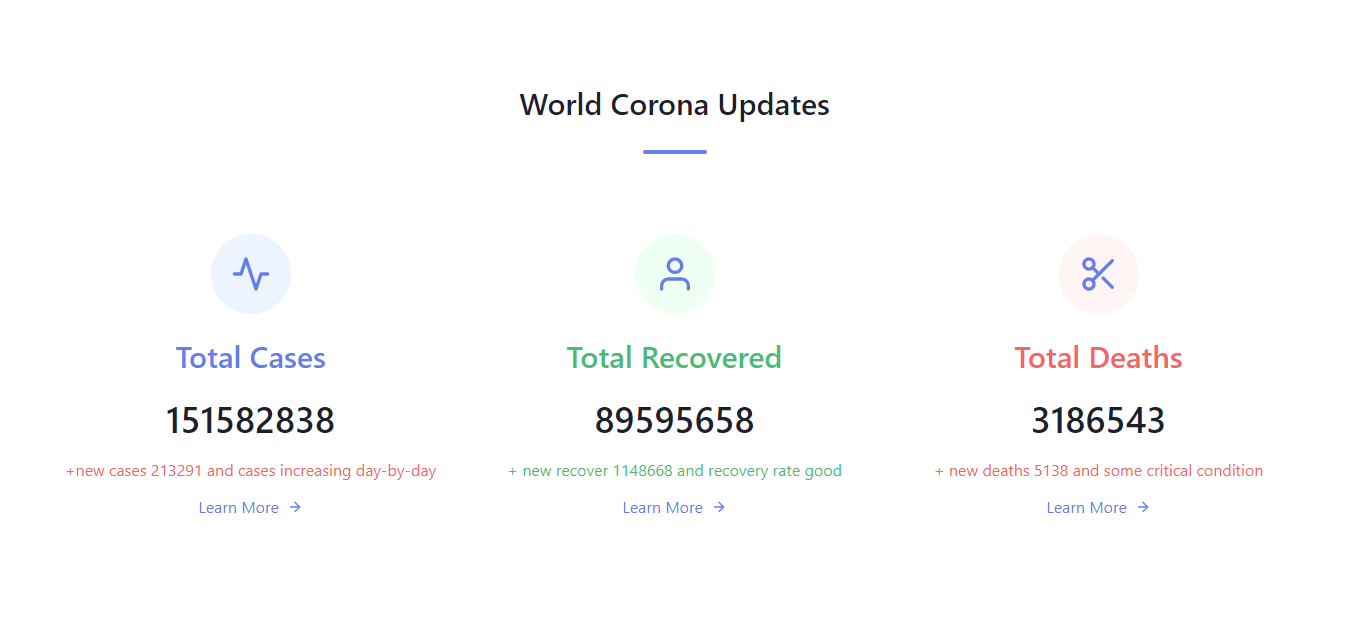 World Corona Updates
Total Cases
151582838
+new cases 213291 and cases increasing day-by-day
Learn More →
Total Recovered
89595658
+ new recover 1148668 and recovery rate good
Learn More →
Total Deaths
3186543
+ new deaths 5138 and some critical condition
Learn More →